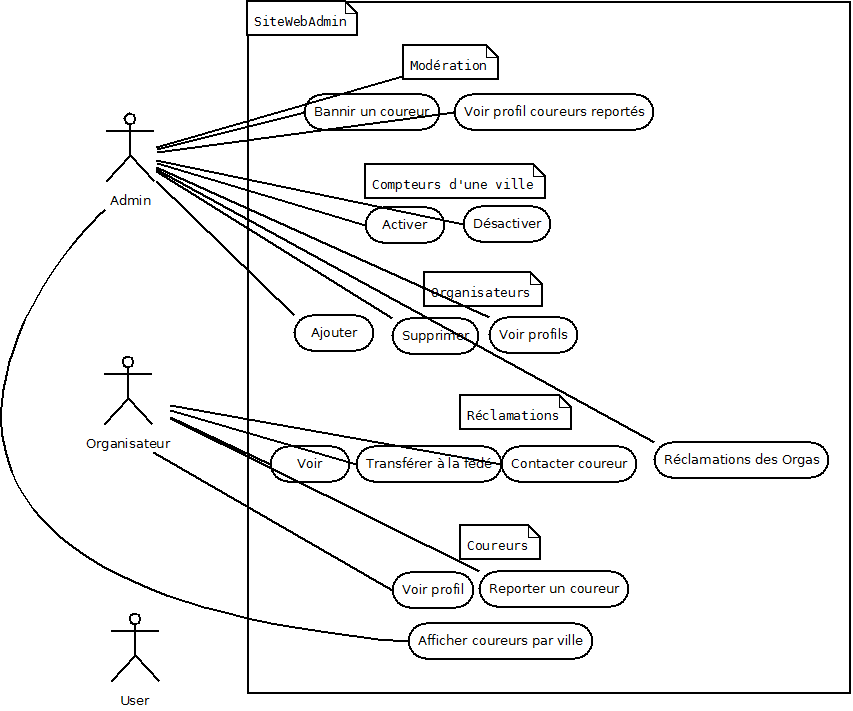 SiteWebAdmin
Modération
Bannir un coureur
Voir profil coureurs reportés
Admin
Compteurs d'une ville
Activer
Désactiver
Organisateurs
Ajouter
Supprimer
Voir profils
Organisateur
Réclamations
Voir
Transférer à la fédé
Contacter coureur
Réclamations des Orgas
Coureurs
Voir profil
Reporter un coureur
Afficher coureurs par ville
User